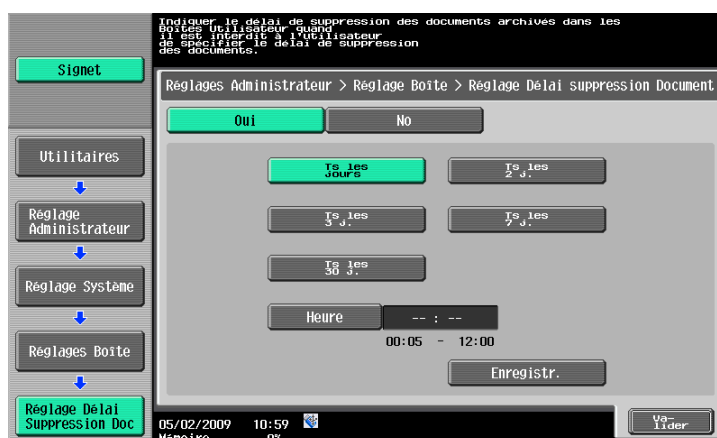 Indiquer le délai de suppression des documents archivés dans les
Boîtes Utilisateur quand
il est interdit à l'utilisateur
de spécifier le délai de suppression
des documents.
Signet
Réglages Administrateur > Réglage Boîte > Réglage Délai suppression Document
Oui
No
Utilitaires
Ts les
Jours
Ts les
2 J.
Réglage
Administrateur
Ts les
3 J.
Ts les
7 J.
Ts les
30 J.
Réglage Système
Heure
-- : --
00:05 - 12:00
Réglages Boîte
Enregistr.
Réglage Délai
Suppression Doc
05/02/2009 10:59
Mémoire 0%
Va-
lider